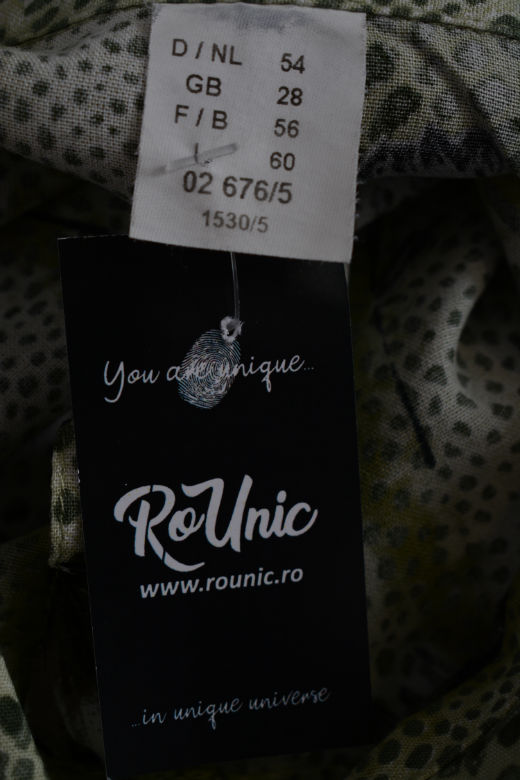 D / NL 54
GB 28
F / B 56
I 60
02 676/5
1530/5
You are unique...
RoUnic
www.rounic.ro
...in unique universe